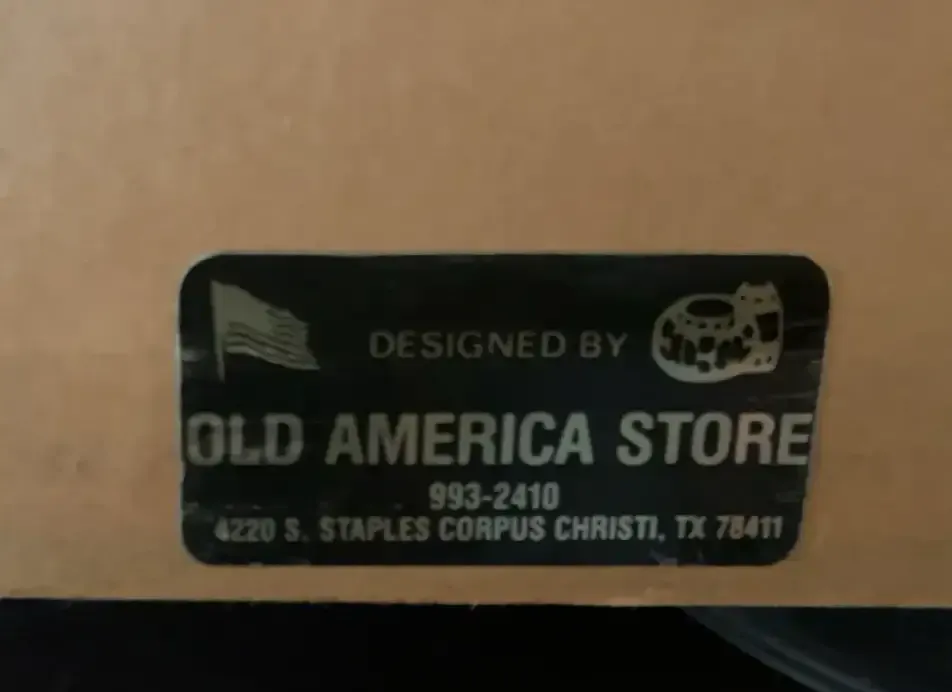 DESIGNED BY
OLD AMERICA STORE
993-2410
4220 S. STAPLES CORPUS CHRISTI, TX 78411